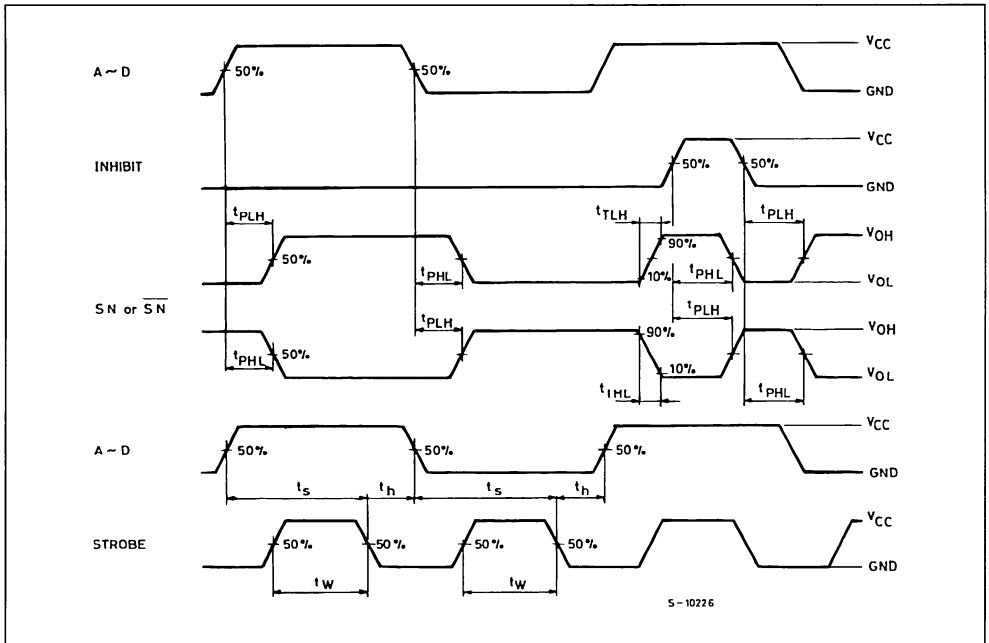 A ~ D
50%
50%
VCC
GND
INHIBIT
50%
50%
VCC
GND
tPLH
tTLH
tPLH
50%
tPHL
90%
10%
tPHL
VOH
VOL
SN or S̅N̅
tPLH
tPLH
tPHL
50%
90%
10%
tTHL
tPHL
VOH
VOL
A ~ D
50%
50%
50%
VCC
GND
ts
th
ts
th
STROBE
50%
50%
50%
50%
VCC
GND
tW
tW
S-10226